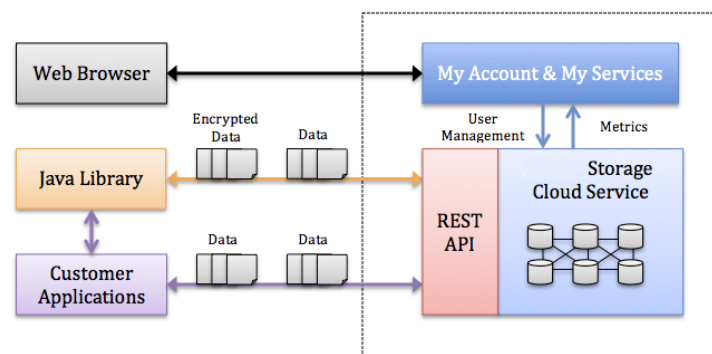 Web Browser
My Account & My Services
User
Management
Metrics
Encrypted
Data
Data
Java Library
Storage
Cloud Service
REST
API
Data
Data
Customer
Applications